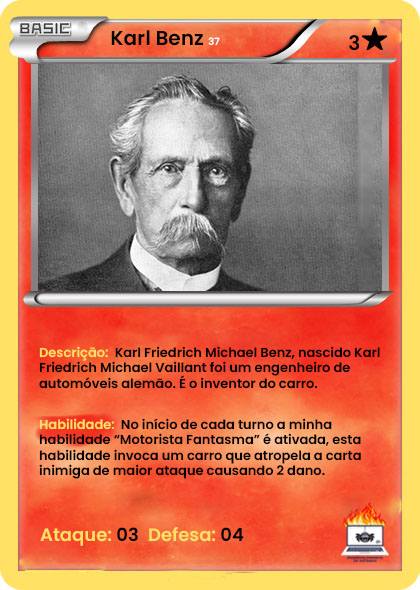 BASIC
Karl Benz 37
3★
Descrição: Karl Friedrich Michael Benz, nascido Karl
Friedrich Michael Vaillant foi um engenheiro de
automóveis alemão. É o inventor do carro.
Habilidade: No início de cada turno a minha
habilidade “Motorista Fantasma” é ativada, esta
habilidade invoca um carro que atropela a carta
inimiga de maior ataque causando 2 dano.
Ataque: 03 Defesa: 04